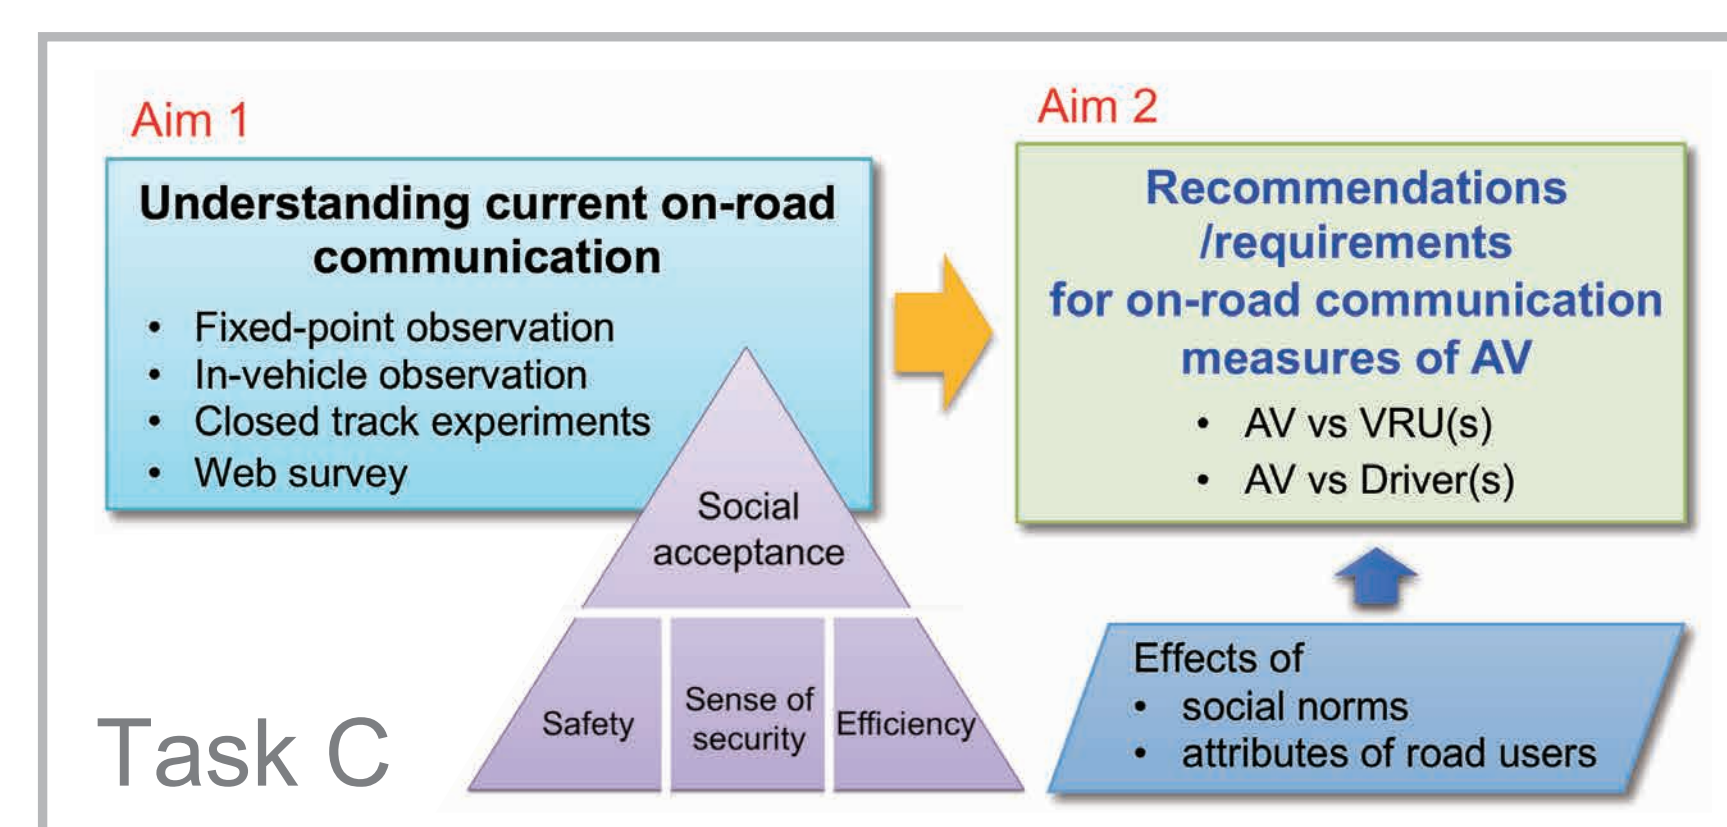 Aim 1
Understanding current on-road
communication
• Fixed-point observation
• In-vehicle observation
• Closed track experiments
• Web survey
Social
acceptance
Safety
Sense of
security
Efficiency
Aim 2
Recommendations
/requirements
for on-road communication
measures of AV
• AV vs VRU(s)
• AV vs Driver(s)
Effects of
• social norms
• attributes of road users
Task C